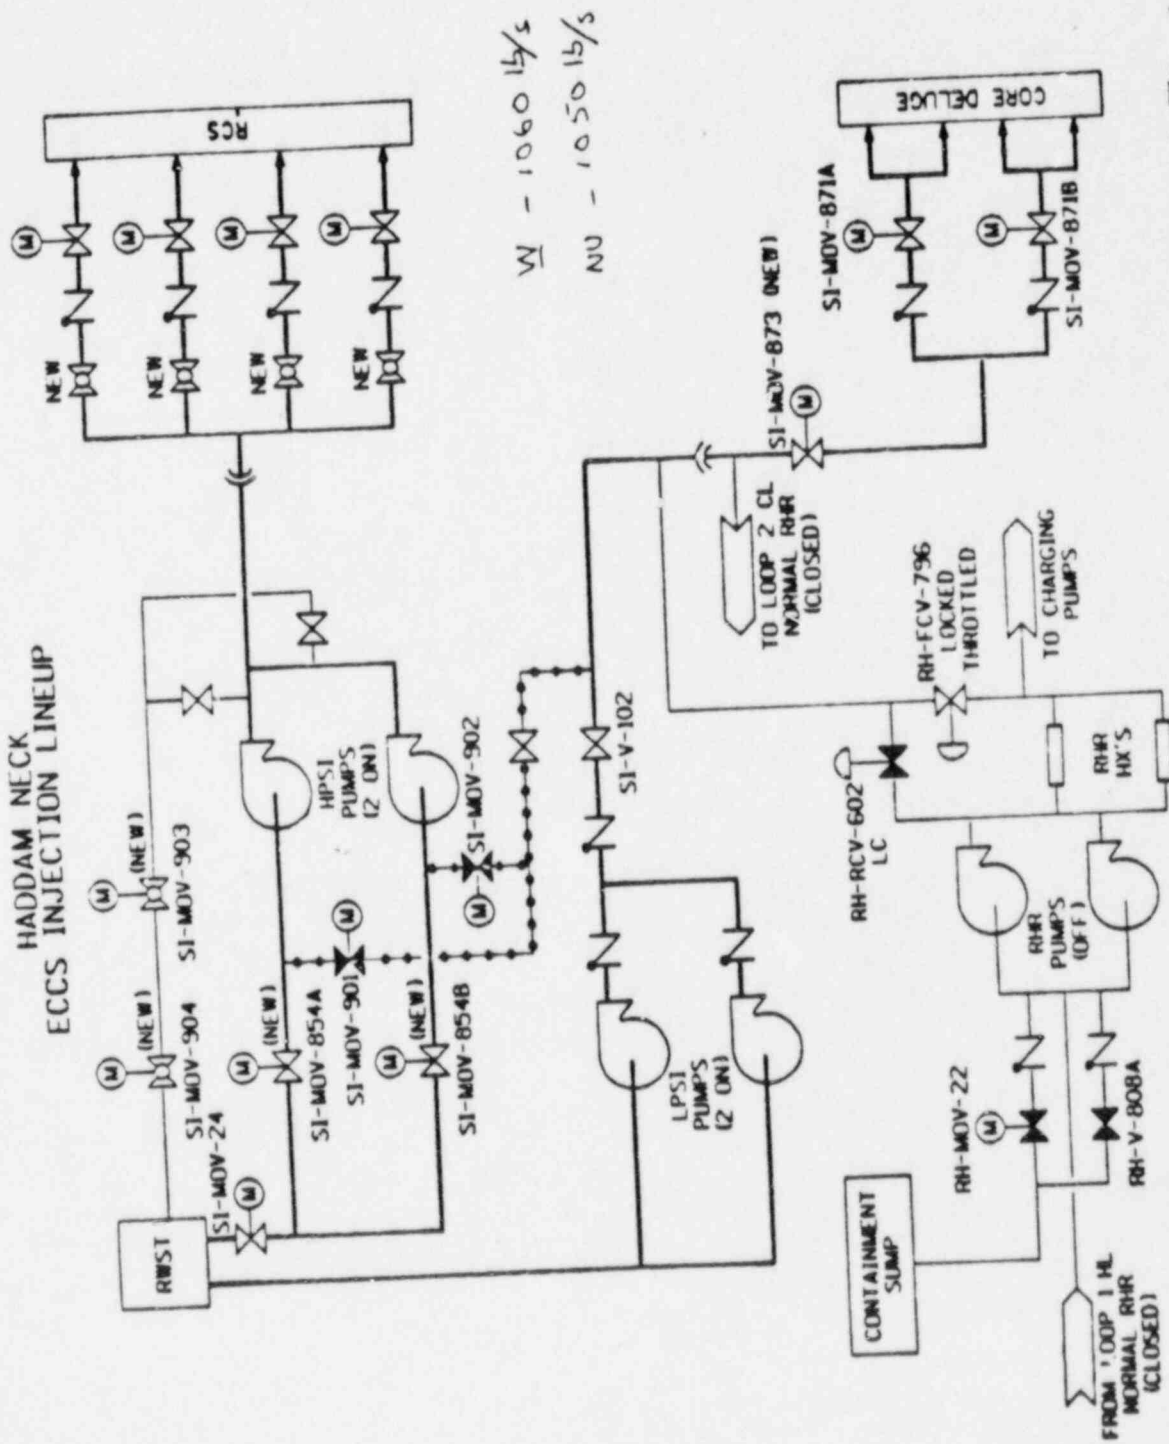 HADDAM NECK
ECCS INJECTION LINEUP
RWST
SI-MOV-904
(NEW)
M
SI-MOV-903
(NEW)
M
SI-MOV-24
M
SI-MOV-854A
(NEW)
M
SI-MOV-901
M
SI-MOV-854B
(NEW)
M
SI-MOV-902
M
HPSI
PUMPS
(2 ON)
NEW
M
NEW
M
NEW
M
NEW
M
RCS
W - 1060 lb/s
NU - 1050 lb/s
LPSI
PUMPS
(2 ON)
SI-V-102
TO LOOP 2 CL
NORMAL RHR
(CLOSED)
SI-MOV-873 (NEW)
M
SI-MOV-871A
M
SI-MOV-871B
M
CORE DELUGE
CONTAINMENT
SUMP
RH-MOV-22
M
RH-V-808A
FROM LOOP 1 HL
NORMAL RHR
(CLOSED)
RHR
PUMPS
(OFF)
RH-RCV-602
LC
RH-FCV-796
LOCKED
THROTTLED
RHR
HX'S
TO CHARGING
PUMPS